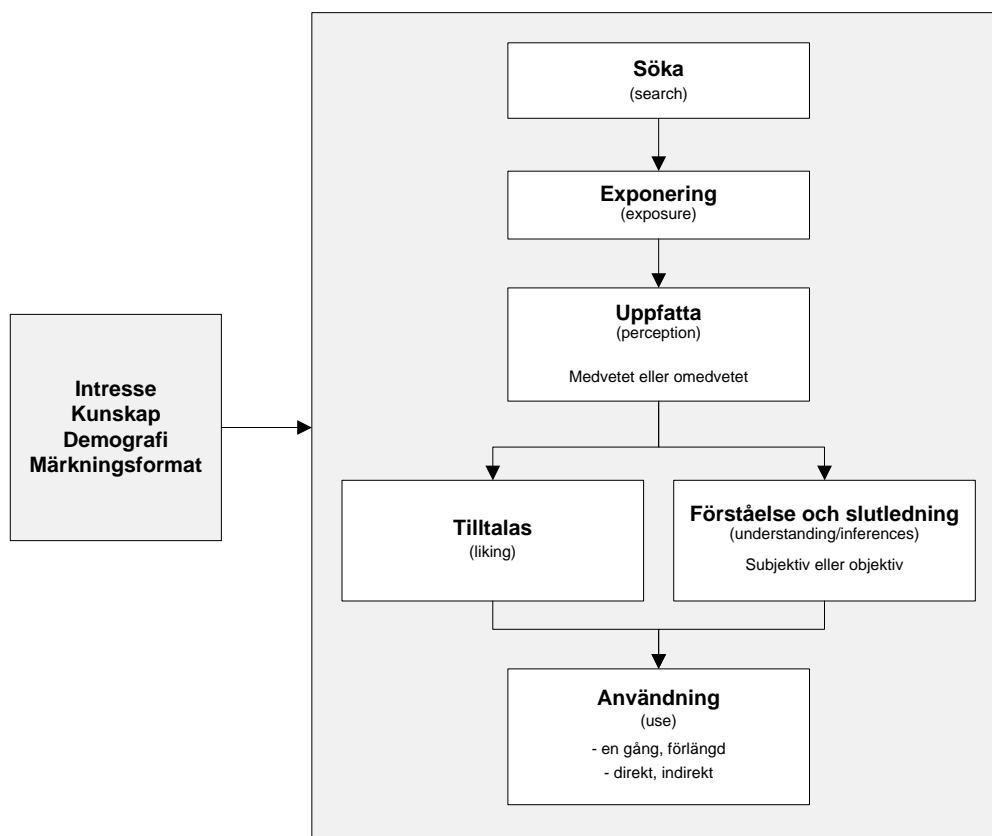 Söka
(search)
Exponering
(exposure)
Uppfatta
(perception)
Medvetet eller omedvetet
Intresse
Kunskap
Demografi
Märkningsformat
Tilltalas
(liking)
Förståelse och slutledning
(understanding/inferences)
Subjektiv eller objektiv
Användning
(use)
- en gång, förlängd
- direkt, indirekt